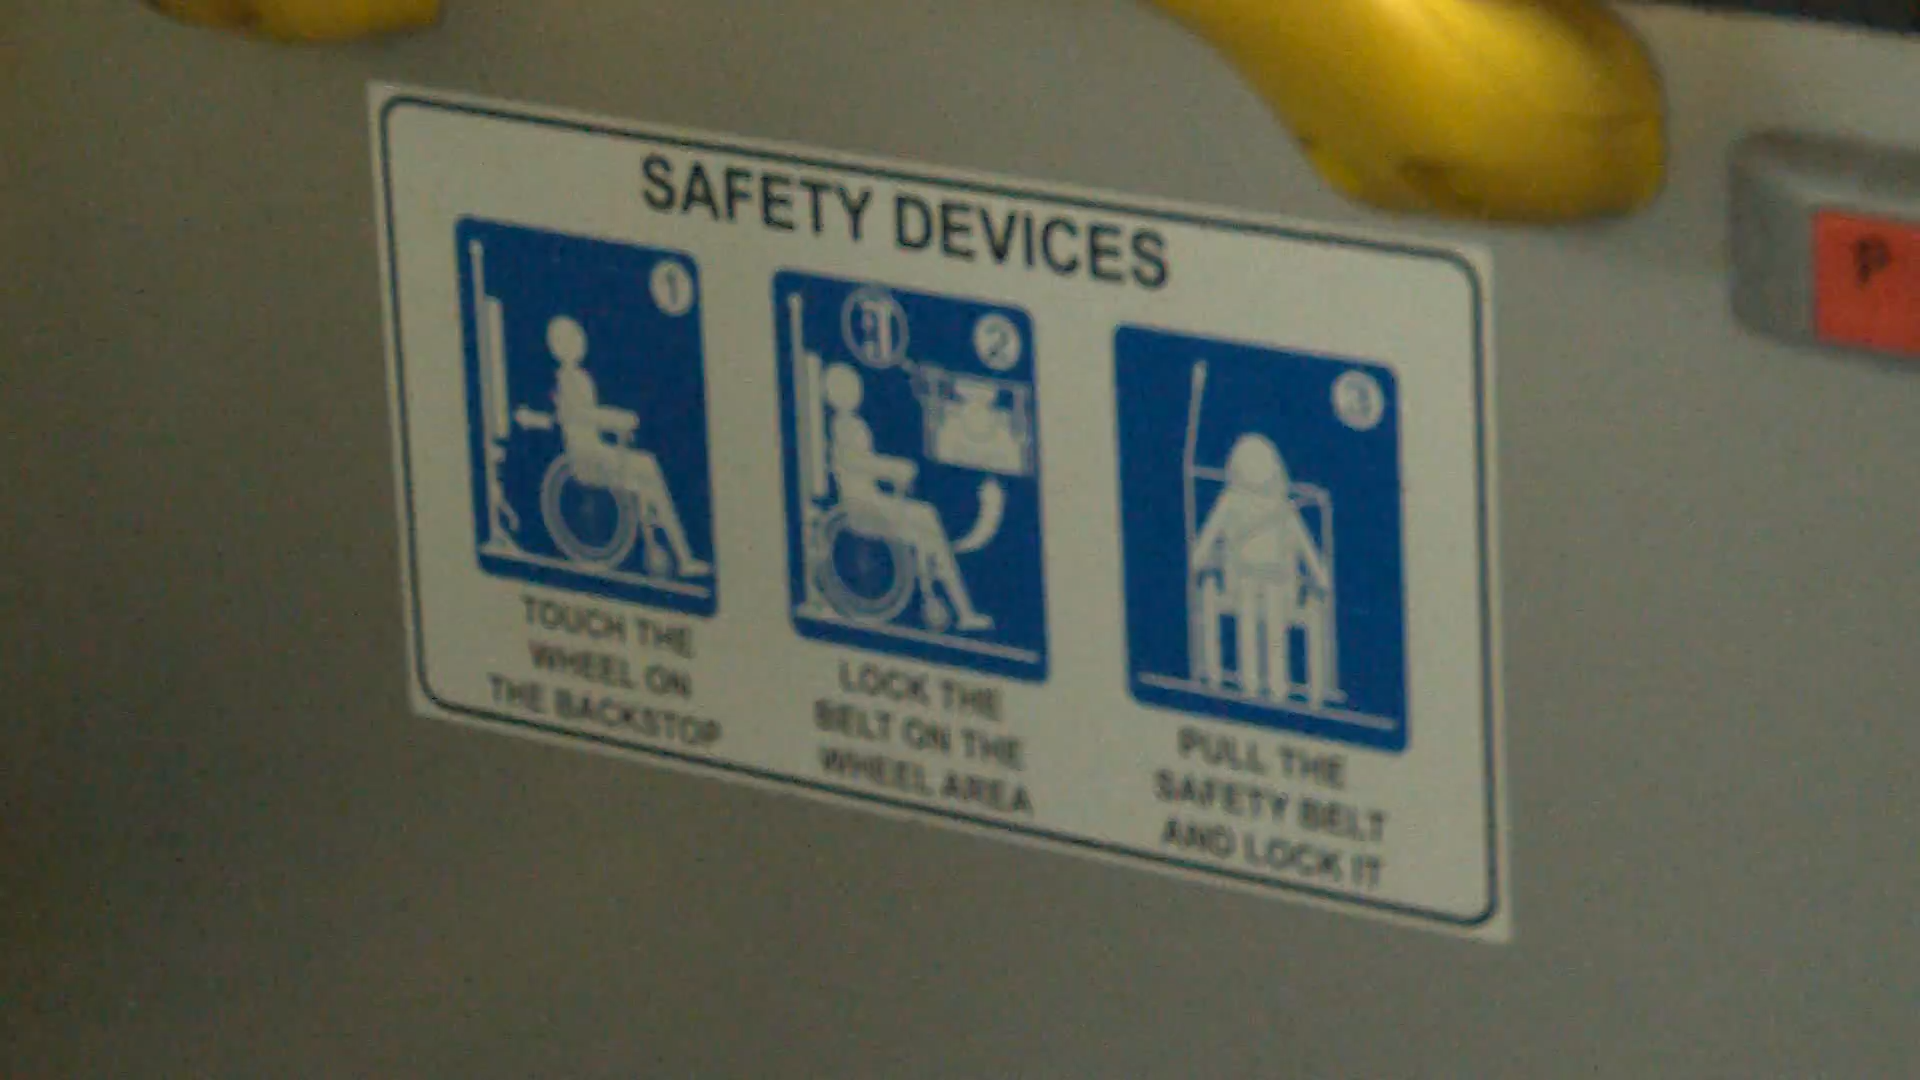 SAFETY DEVICES
1
TOUCH THE
WHEEL ON
THE BACKSTOP
2
LOCK THE
BELT ON THE
WHEEL AREA
3
PULL THE
SAFETY BELT
AND LOCK IT
P